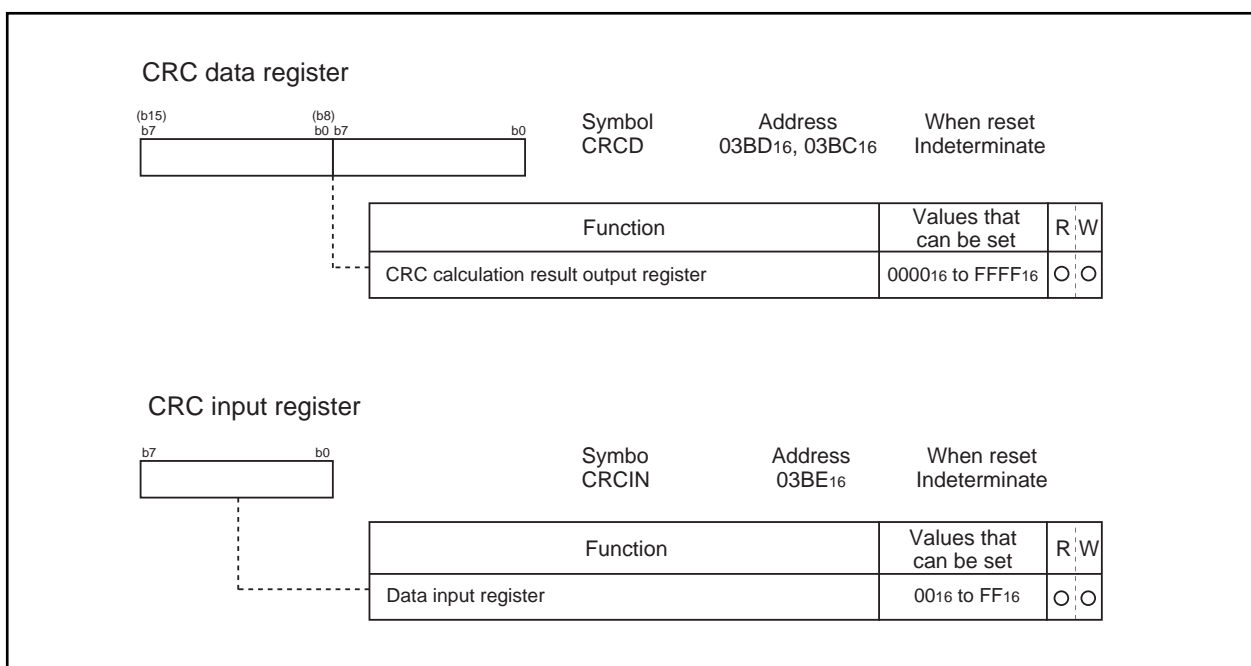 CRC data register
(b15) (b8)
b7 b0 b7 b0
Symbol Address When reset
CRCD 03BD16, 03BC16 Indeterminate
Function Values that can be set R W
CRC calculation result output register 000016 to FFFF16 O O
CRC input register
b7 b0
Symbo Address When reset
CRCIN 03BE16 Indeterminate
Function Values that can be set R W
Data input register 0016 to FF16 O O